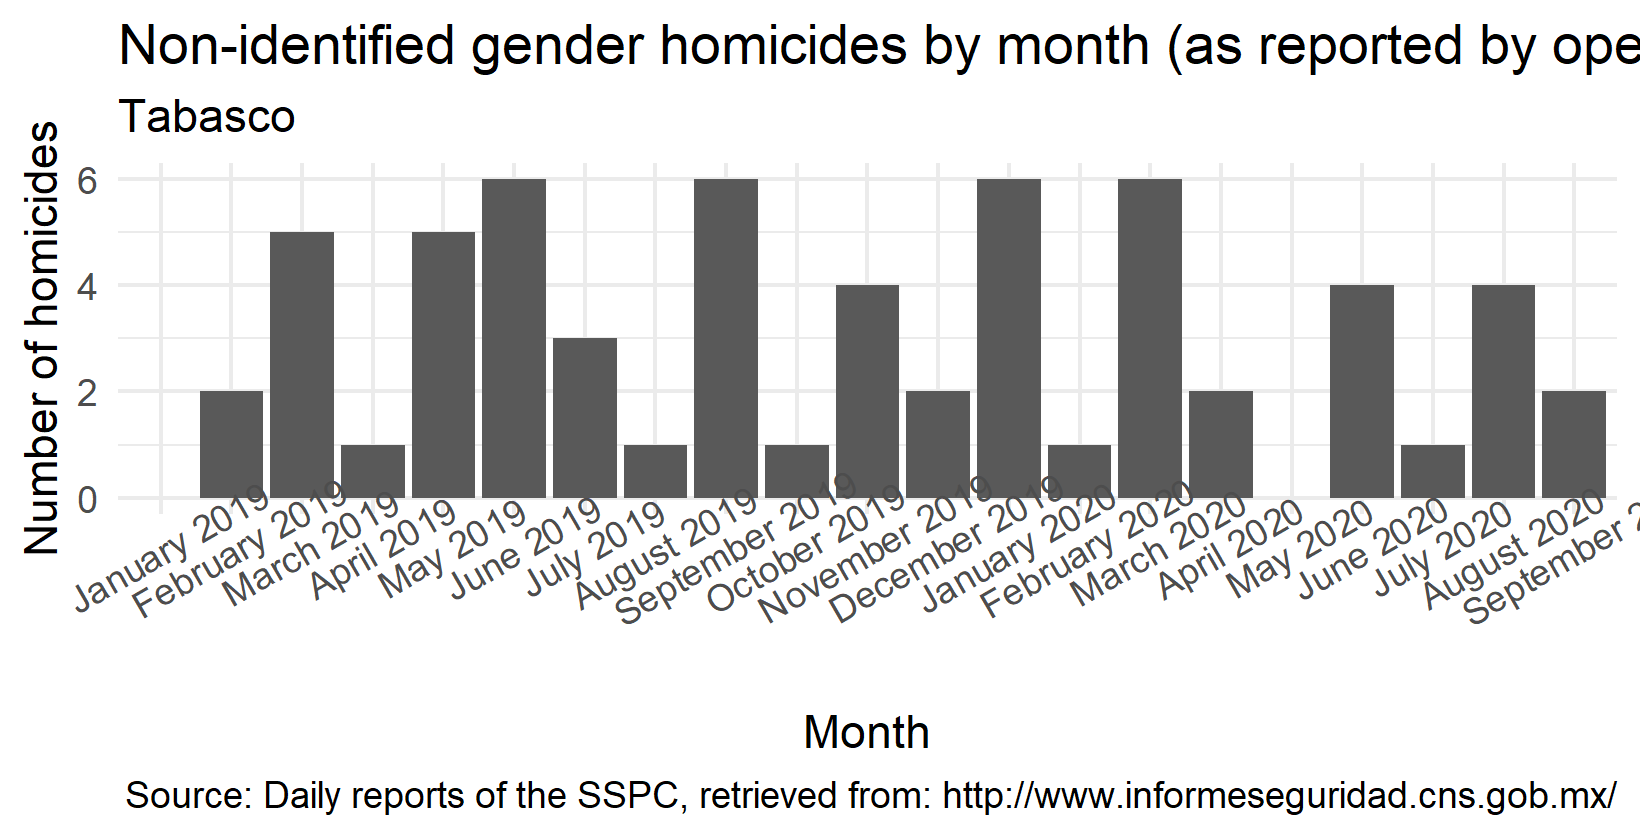 Non-identified gender homicides by month (as reported by ope
Tabasco
Number of homicides
6
4
2
0
January 2019
February 2019
March 2019
April 2019
May 2019
June 2019
July 2019
August 2019
September 2019
October 2019
November 2019
December 2019
January 2020
February 2020
March 2020
April 2020
May 2020
June 2020
July 2020
August 2020
September 2
Month
Source: Daily reports of the SSPC, retrieved from: http://www.informeseguridad.cns.gob.mx/